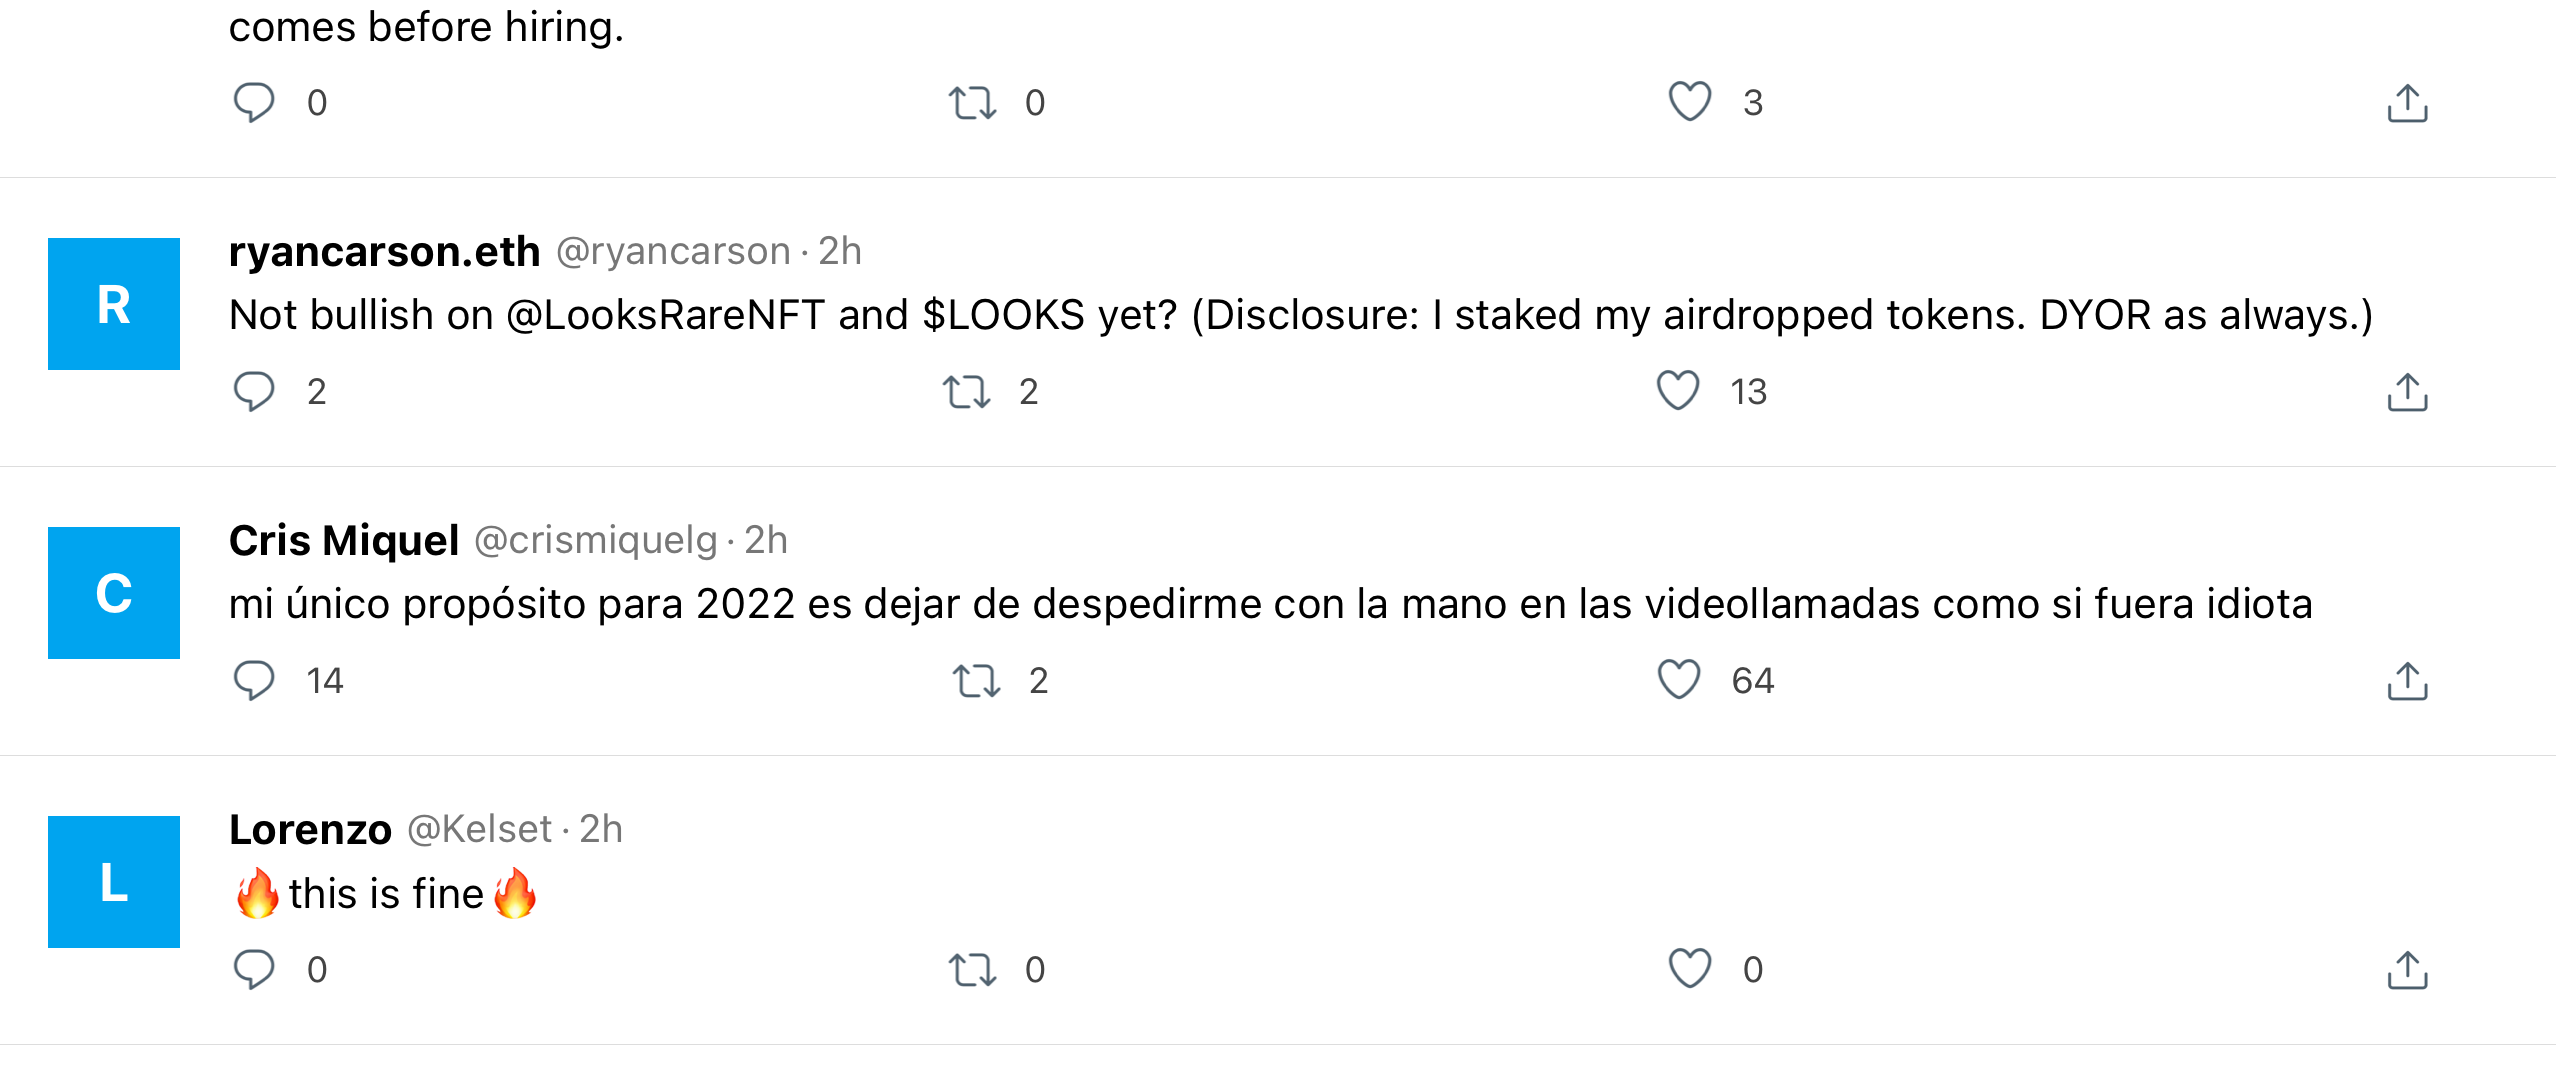 comes before hiring.
0 0 3
R
ryancarson.eth @ryancarson · 2h
Not bullish on @LooksRareNFT and $LOOKS yet? (Disclosure: I staked my airdropped tokens. DYOR as always.)
2 2 13
C
Cris Miquel @crismiquelg · 2h
mi único propósito para 2022 es dejar de despedirme con la mano en las videollamadas como si fuera idiota
14 2 64
L
Lorenzo @Kelset · 2h
🔥this is fine🔥
0 0 0